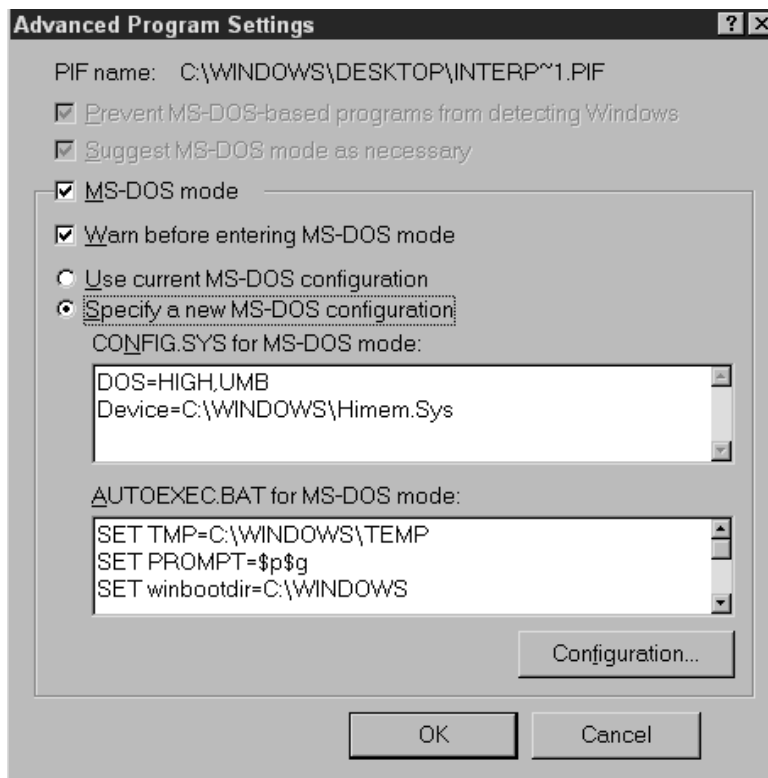 Advanced Program Settings
PIF name: C:\WINDOWS\DESKTOP\INTERP~1.PIF
Prevent MS-DOS-based programs from detecting Windows
Suggest MS-DOS mode as necessary
MS-DOS mode
Warn before entering MS-DOS mode
Use current MS-DOS configuration
Specify a new MS-DOS configuration
CONFIG.SYS for MS-DOS mode:
DOS=HIGH,UMB
Device=C:\WINDOWS\Himem.Sys
AUTOEXEC.BAT for MS-DOS mode:
SET TMP=C:\WINDOWS\TEMP
SET PROMPT=$p$g
SET winbootdir=C:\WINDOWS
Configuration...
OK Cancel